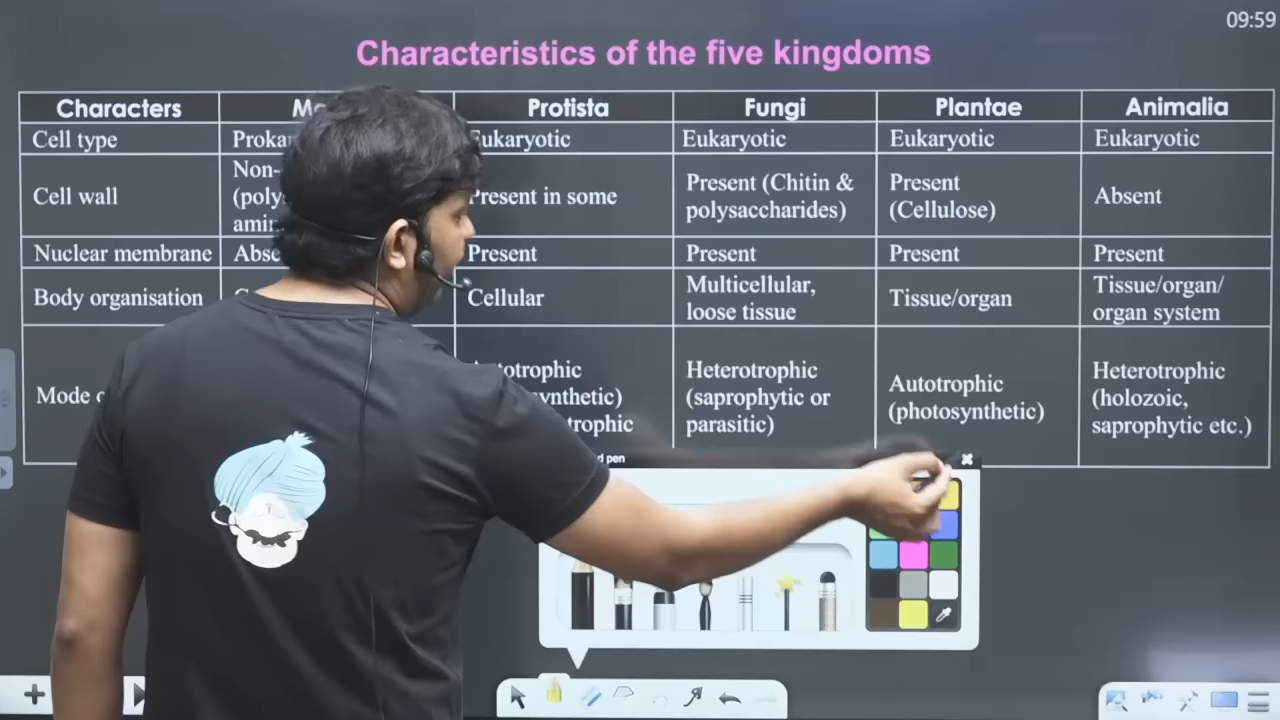 09:59
Characteristics of the five kingdoms
Characters Protista Fungi Plantae Animalia
Cell type Eukaryotic Eukaryotic Eukaryotic Eukaryotic
Cell wall Present in some Present (Chitin & polysaccharides) Present (Cellulose) Absent
Nuclear membrane Present Present Present Present
Body organisation Cellular Multicellular, loose tissue Tissue/organ Tissue/organ/ organ system
Mode Heterotrophic (saprophytic or parasitic) Autotrophic (photosynthetic) Heterotrophic (holozoic, saprophytic etc.)
pen